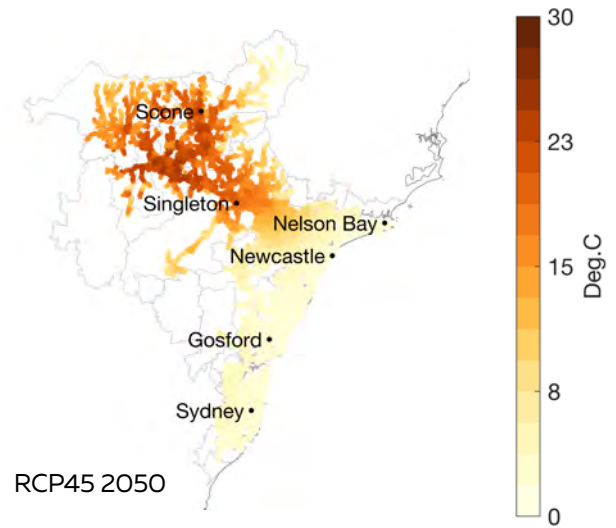 30
Scone
23
Singleton
Nelson Bay
Newcastle
15
Deg.C
Gosford
8
Sydney
RCP45 2050
0